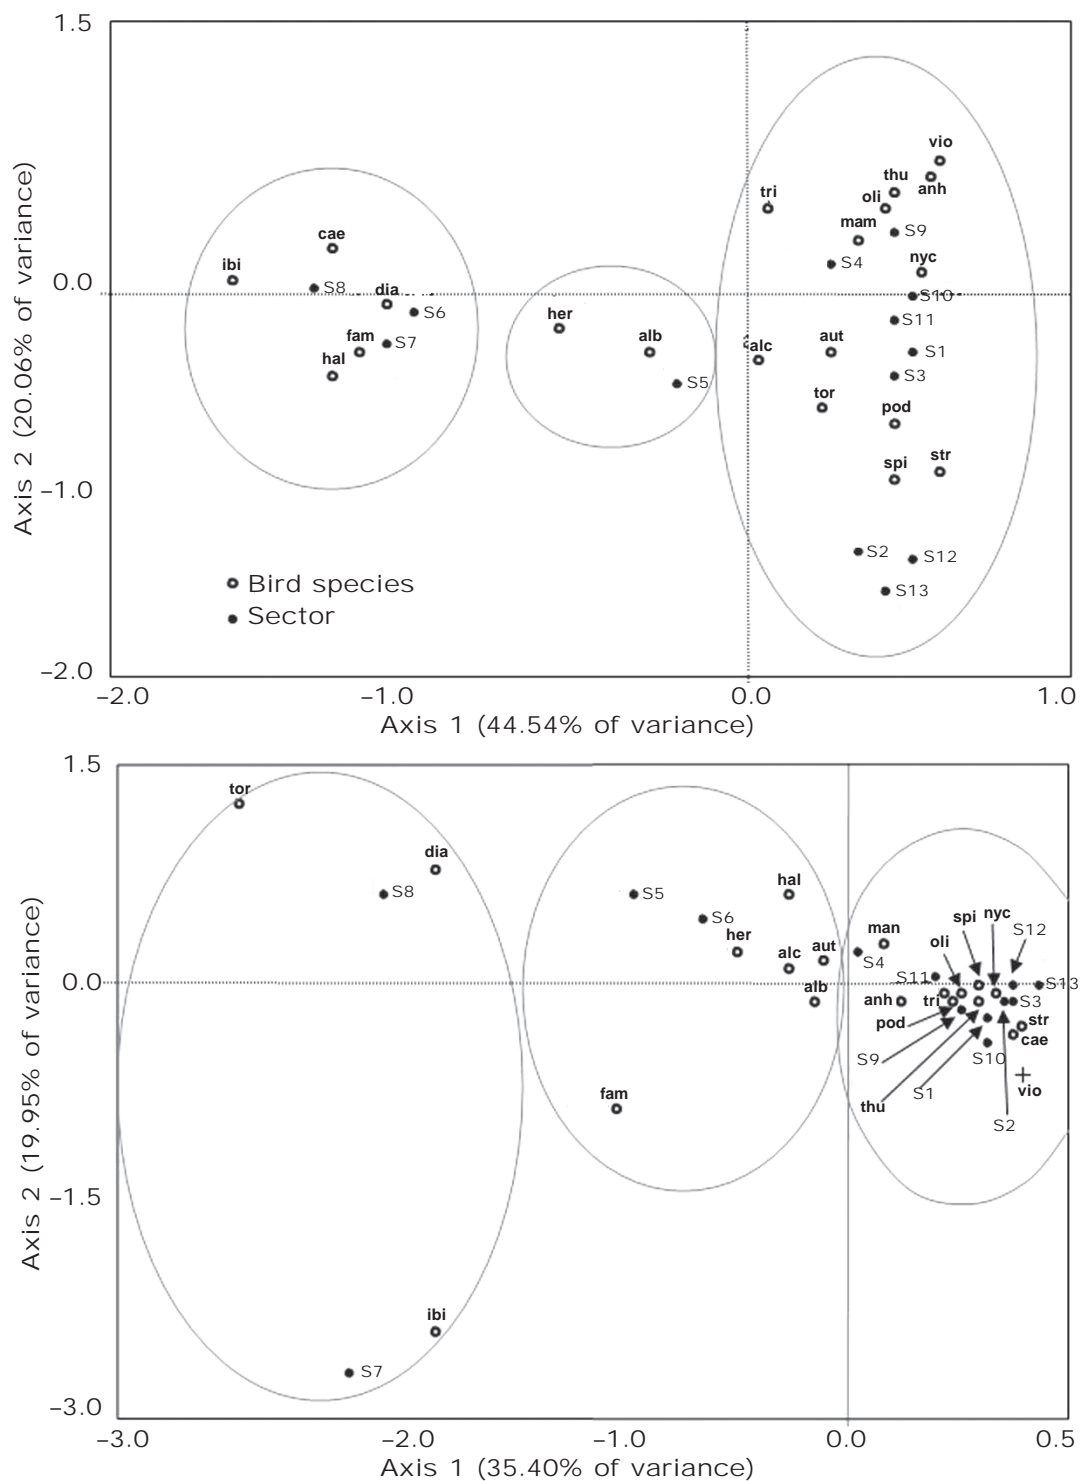 1.5
vio
thu
anh
tri
oli
mam
S9
cae
nyc
S4
ibi
0.0
S8
dia
S10
S6
her
S11
fam
alb
alc
aut
S7
S1
hal
S5
S3
tor
pod
str
spi
–1.0
S2
S12
S13
Bird species
Sector
–2.0
–2.0
–1.0
0.0
1.0
Axis 1 (44.54% of variance)
Axis 2 (20.06% of variance)
1.5
tor
dia
hal
S8
S5
spi
nyc
S6
man
S12
her
oli
aut
alc
S4
S11
0.0
S13
alb
anh
tri
S3
pod
str
cae
S9
S10
vio
fam
S1
thu
S2
–1.5
ibi
S7
–3.0
–3.0
–2.0
–1.0
0.0
0.5
Axis 1 (35.40% of variance)
Axis 2 (19.95% of variance)